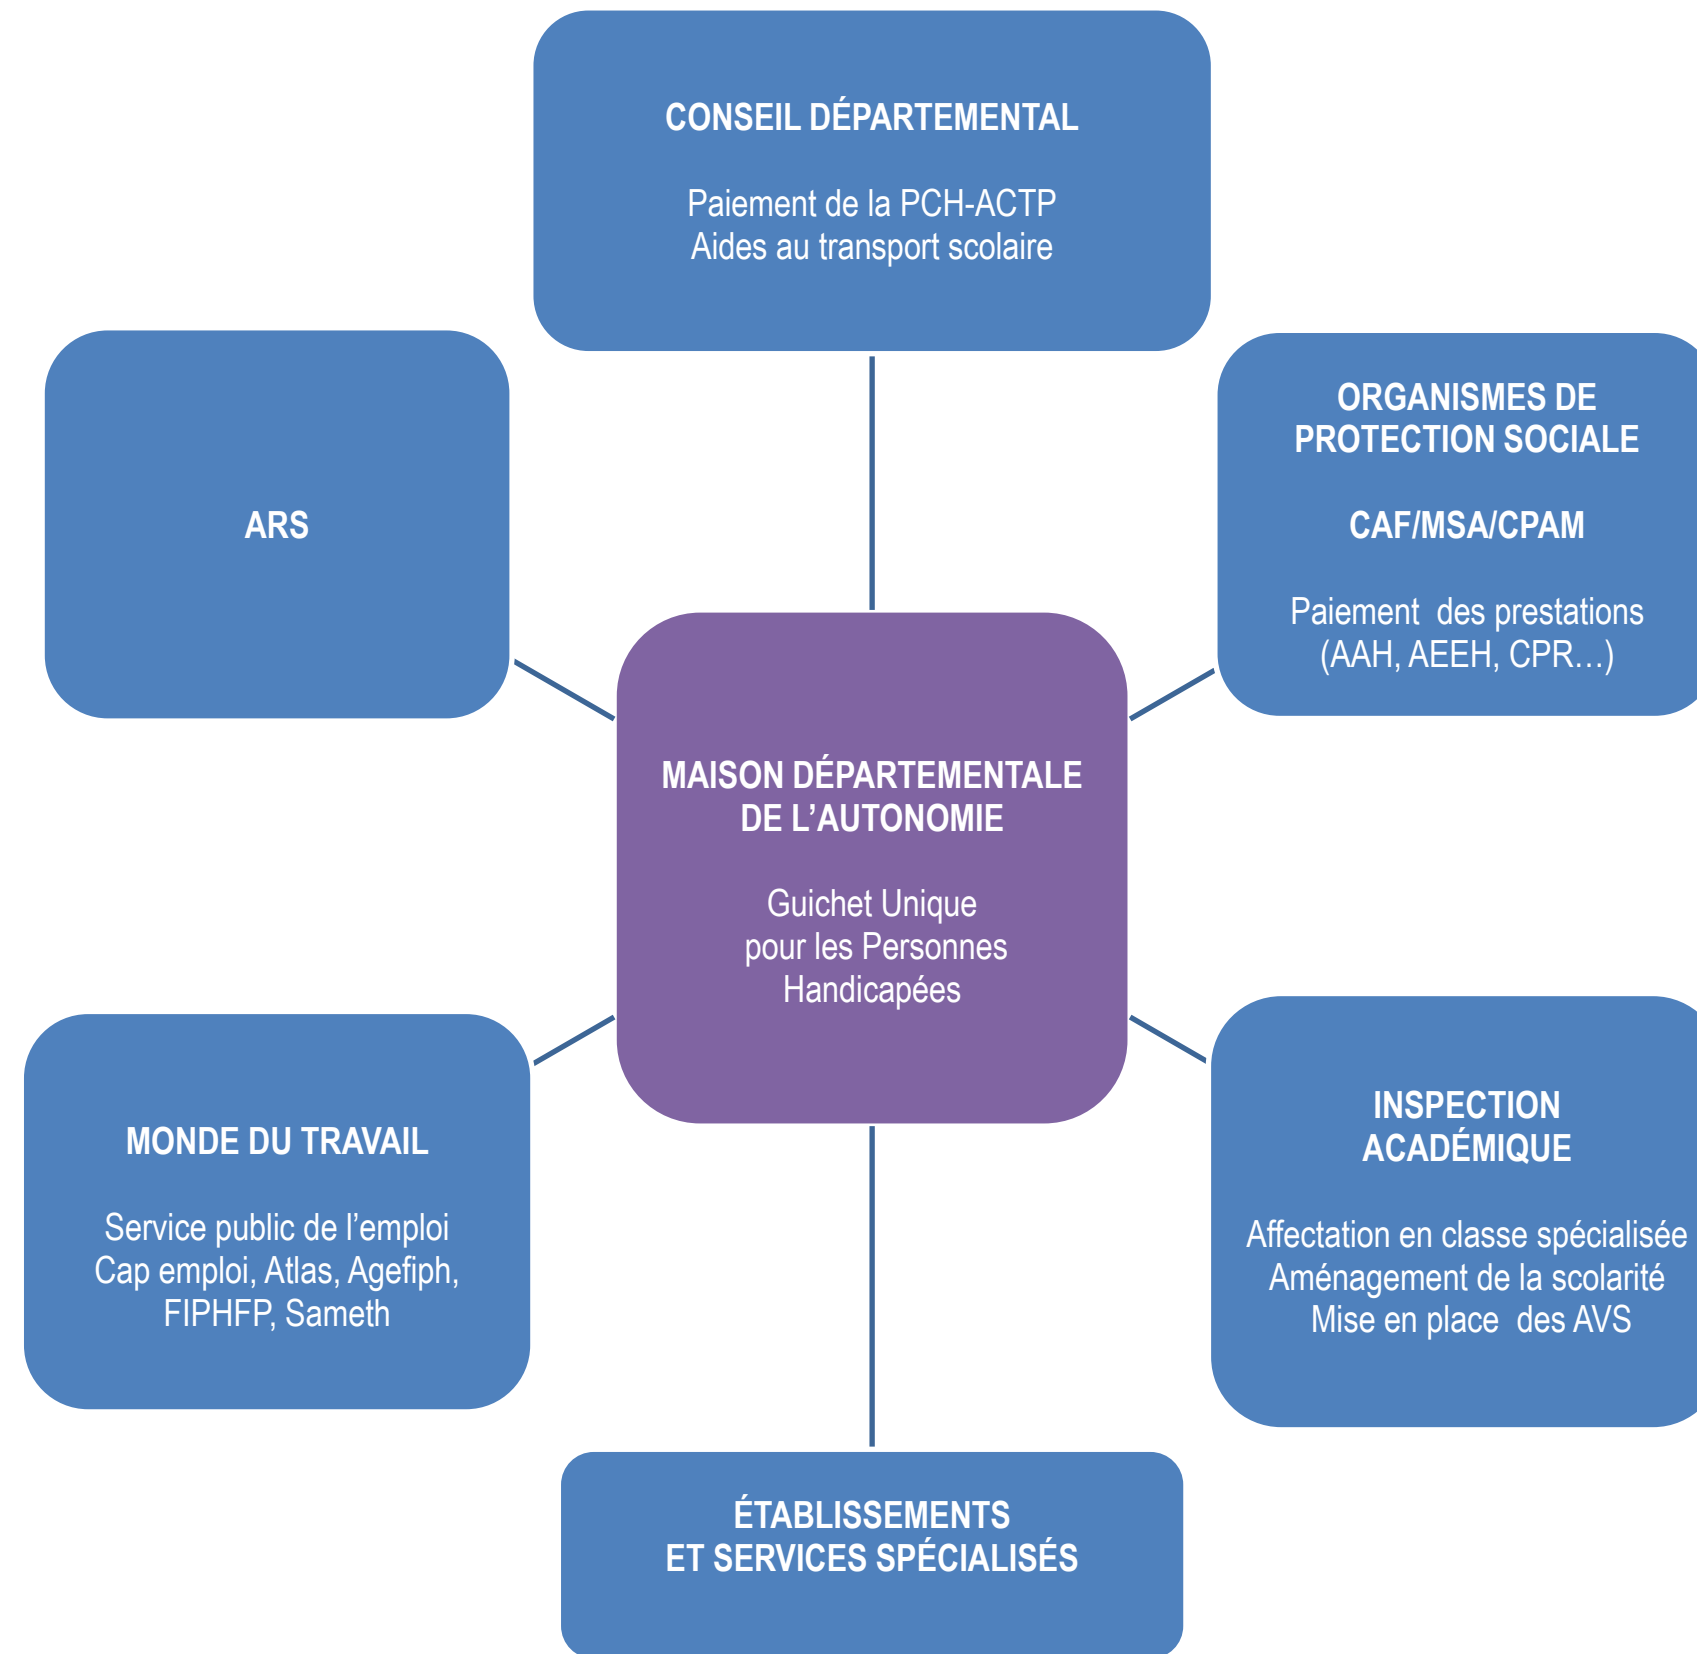 CONSEIL DÉPARTEMENTAL
Paiement de la PCH-ACTP
Aides au transport scolaire
ARS
ORGANISMES DE
PROTECTION SOCIALE
CAF/MSA/CPAM
Paiement  des prestations
(AAH, AEEH, CPR…)
MAISON DÉPARTEMENTALE
DE L’AUTONOMIE
Guichet Unique
pour les Personnes
Handicapées
MONDE DU TRAVAIL
Service public de l’emploi
Cap emploi, Atlas, Agefiph,
FIPHFP, Sameth
INSPECTION
ACADÉMIQUE
Affectation en classe spécialisée
Aménagement de la scolarité
Mise en place  des AVS
ÉTABLISSEMENTS
ET SERVICES SPÉCIALISÉS